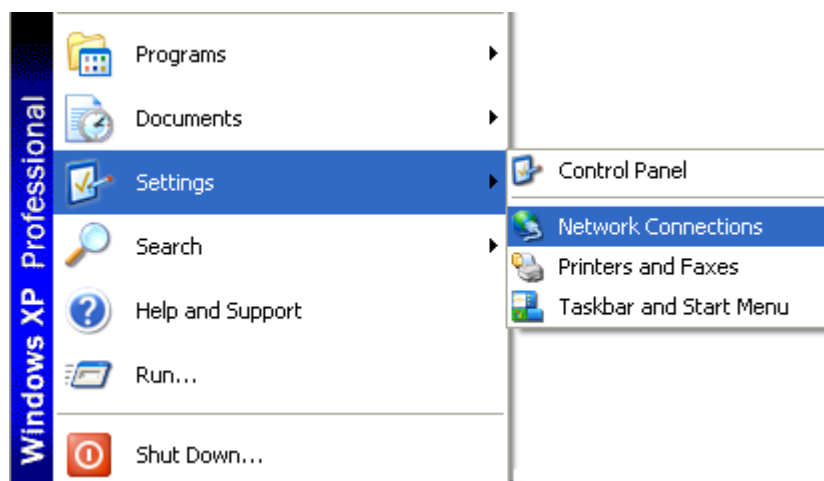 Windows XP Professional
Programs
Documents
Settings
Search
Help and Support
Run...
Shut Down...
Control Panel
Network Connections
Printers and Faxes
Taskbar and Start Menu